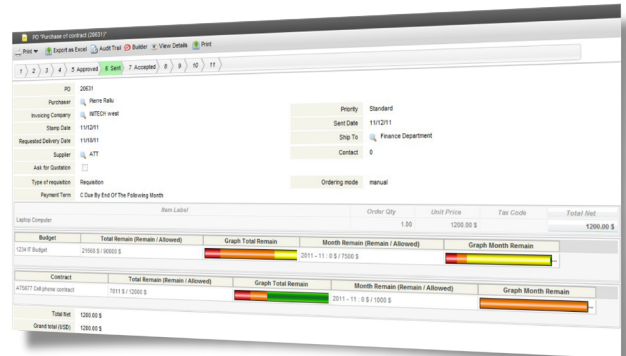 PO "Purchase of contract (20631)"
Print Export as Excel Audit Trail Builder View Details Print
1 2 3 4 5 Approved 6 Sent 7 Accepted 8 9 10 11
PO 20631
Purchaser Pierre Ralu
Priority Standard
Invoicing Company INITECH west
Sent Date 11/12/11
Stamp Date 11/12/11
Ship To Finance Department
Requested Delivery Date 11/10/11
Contact 0
Supplier ATT
Ask for Quotation
Type of requisition Requisition
Ordering mode manual
Payment Term C Due By End Of The Following Month
Item Label Order Qty Unit Price Tax Code Total Net
Laptop Computer 1.00 1200.00 $ 1200.00 $
Budget Total Remain (Remain / Allowed) Graph Total Remain Month Remain (Remain / Allowed) Graph Month Remain
1234 IT Budget 21568 $ / 90000 $ 2011 - 11 : 0 $ / 7500 $
Contract Total Remain (Remain / Allowed) Graph Total Remain Month Remain (Remain / Allowed) Graph Month Remain
475677 Cell phone contract 7811 $ / 12000 $ 2011 - 11 : 0 $ / 1000 $
Total Net 1200.00 $
Grand total (USD) 1200.00 $